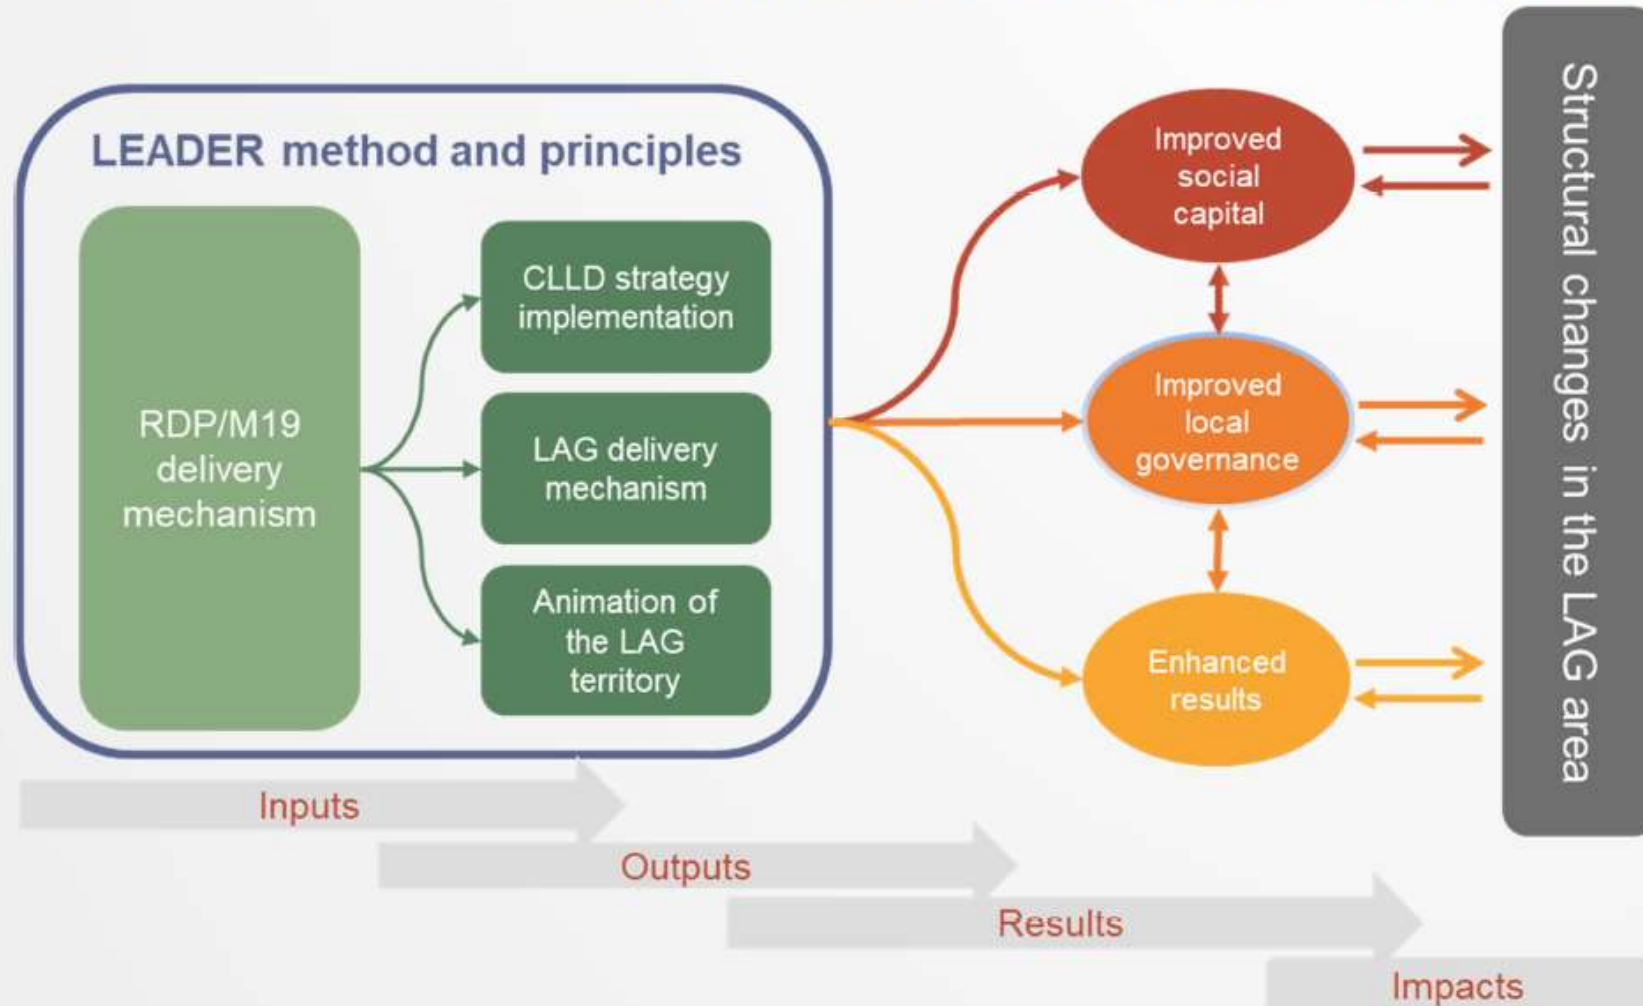 LEADER method and principles
RDP/M19
delivery
mechanism
CLLD strategy
implementation
LAG delivery
mechanism
Animation of
the LAG
territory
Improved
social
capital
Improved
local
governance
Enhanced
results
Structural changes in the LAG area
Inputs
Outputs
Results
Impacts